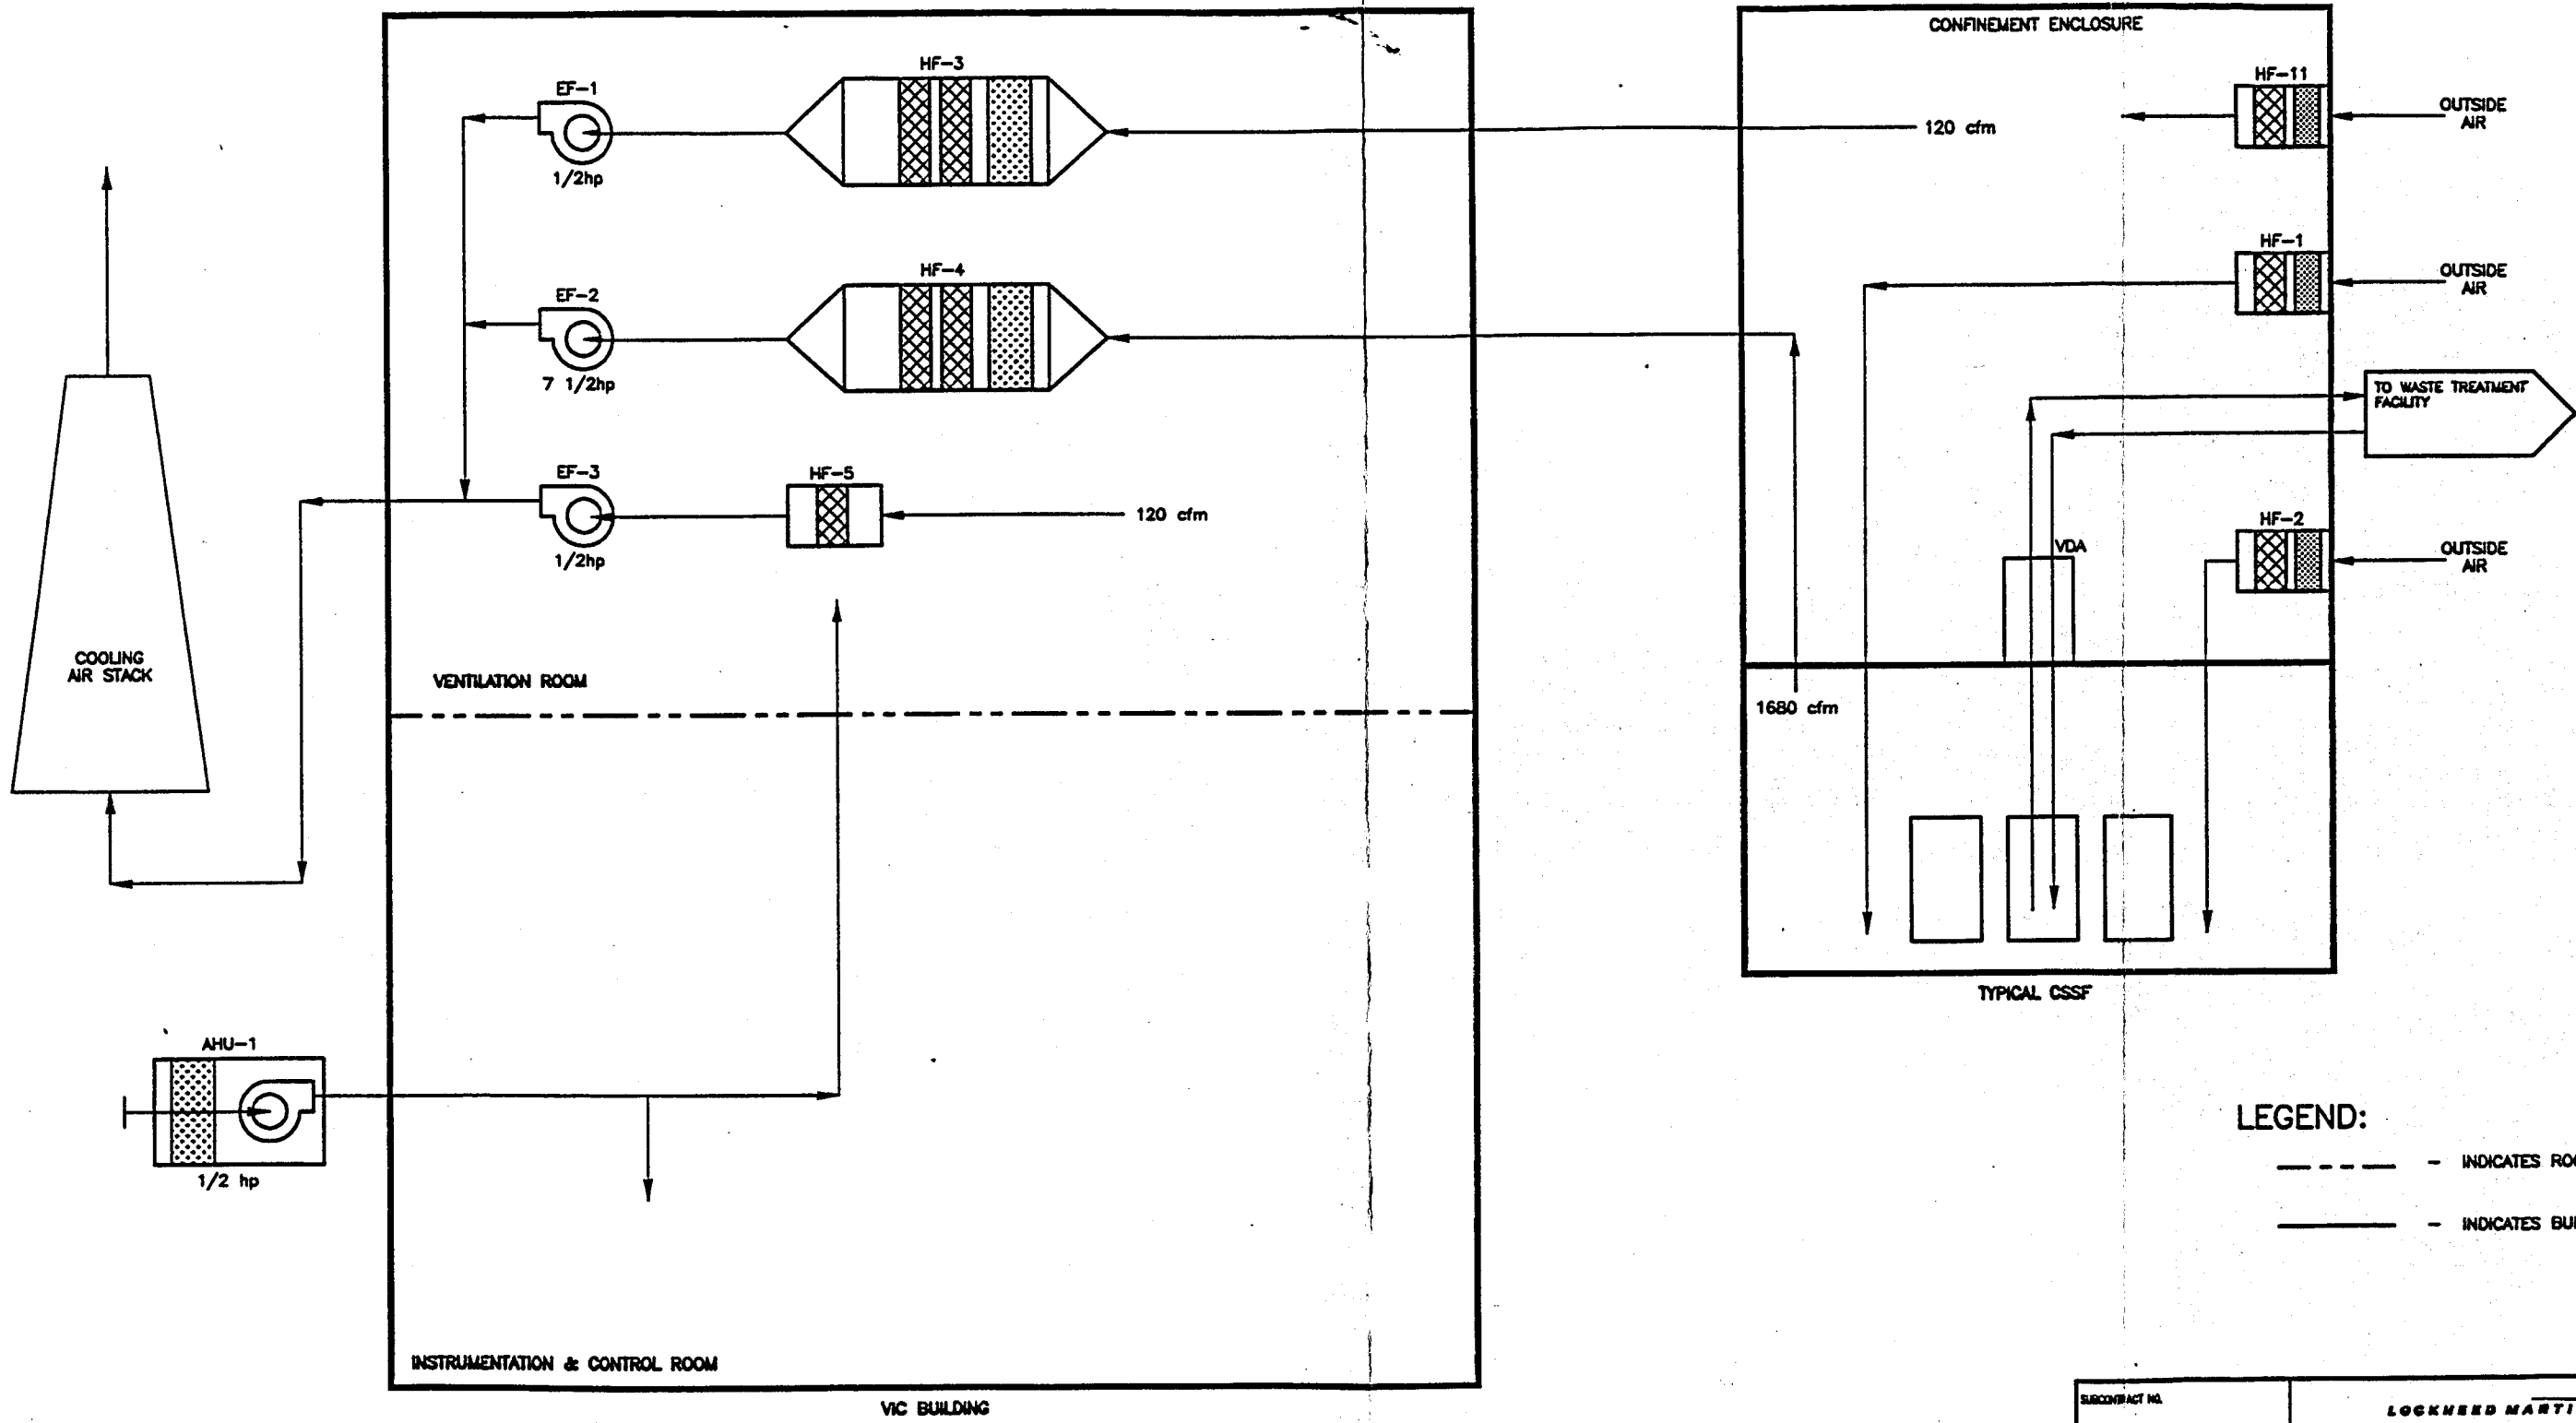 CONFINEMENT ENCLOSURE
HF-3
EF-1
1/2hp
120 cfm
HF-11
OUTSIDE
AIR
HF-4
EF-2
7 1/2hp
HF-1
OUTSIDE
AIR
TO WASTE TREATMENT
FACILITY
EF-3
1/2hp
HF-5
120 cfm
VDA
HF-2
OUTSIDE
AIR
COOLING
AIR STACK
VENTILATION ROOM
1680 cfm
TYPICAL CSSF
AHU-1
1/2 hp
LEGEND:
- INDICATES
- INDICATES
INSTRUMENTATION & CONTROL ROOM
VIC BUILDING
SUBCONTRACT NO.
LOCKHEED